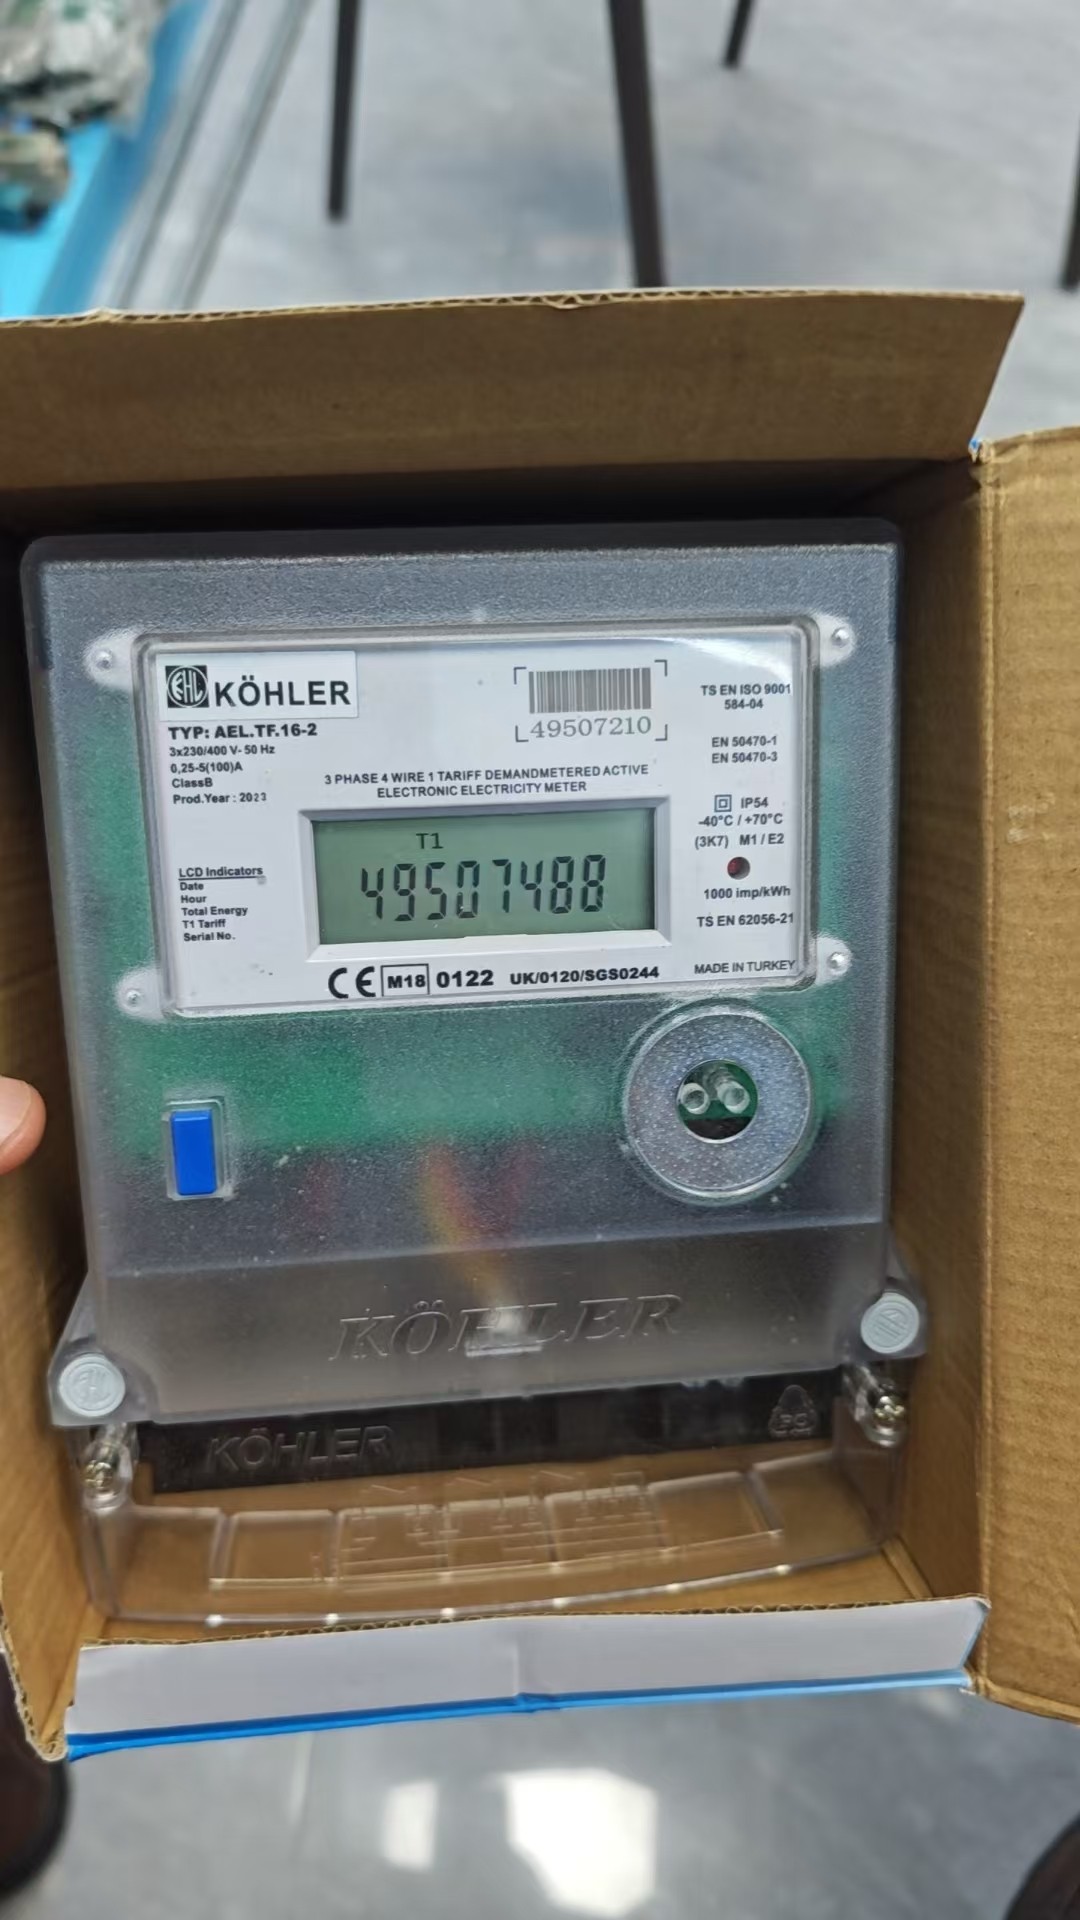 KÖHLER
TYP: AEL.TF.16-2
3x230/400 V- 50 Hz
0,25-5(100)A
ClassB
Prod.Year : 2023
49507210
TS EN ISO 9001
584-04
EN 50470-1
EN 50470-3
3 PHASE 4 WIRE 1 TARIFF DEMANDMETERED ACTIVE
ELECTRONIC ELECTRICITY METER
IP54
-40°C / +70°C
(3K7) M1 / E2
1000 imp/kWh
TS EN 62056-21
T1
49507488
LCD Indicators
Date
Hour
Total Energy
T1 Tariff
Serial No.
CE M18 0122 UK/0120/SGS0244
MADE IN TURKEY
KÖHLER
KÖHLER
PC